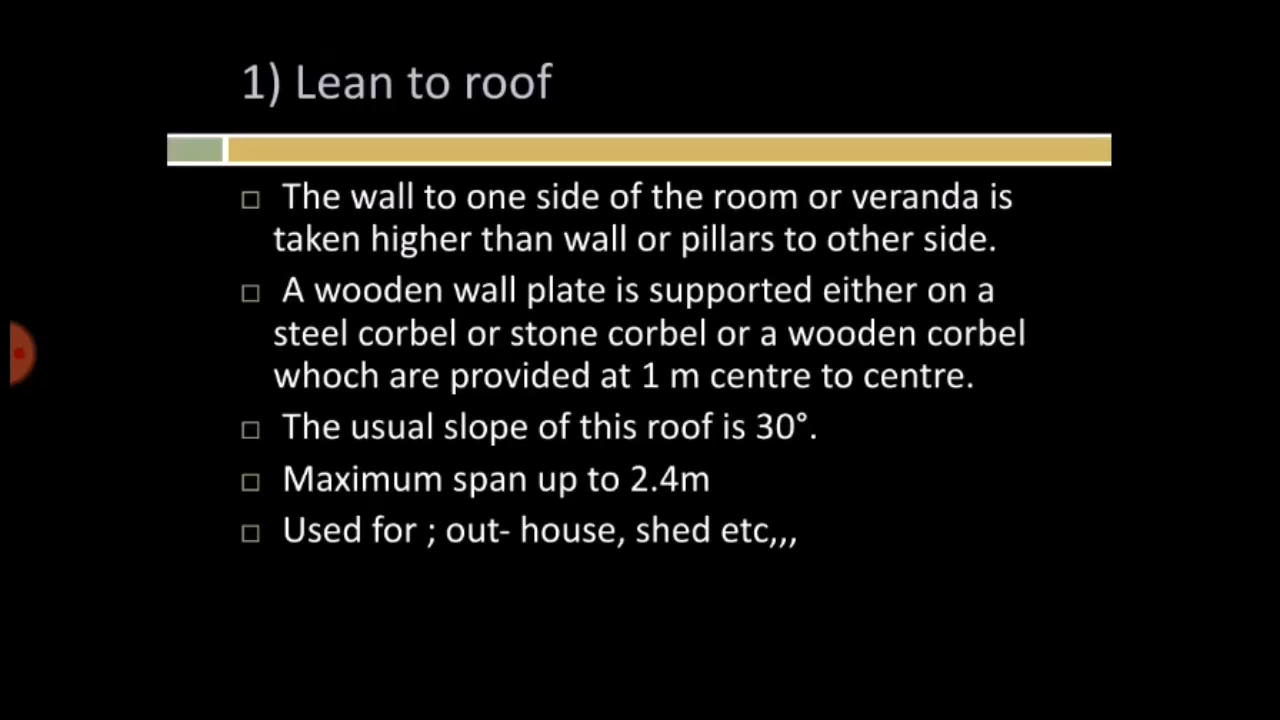 1) Lean to roof
The wall to one side of the room or veranda is
taken higher than wall or pillars to other side.
A wooden wall plate is supported either on a
steel corbel or stone corbel or a wooden corbel
whoch are provided at 1 m centre to centre.
The usual slope of this roof is 30°.
Maximum span up to 2.4m
Used for ; out- house, shed etc,,,